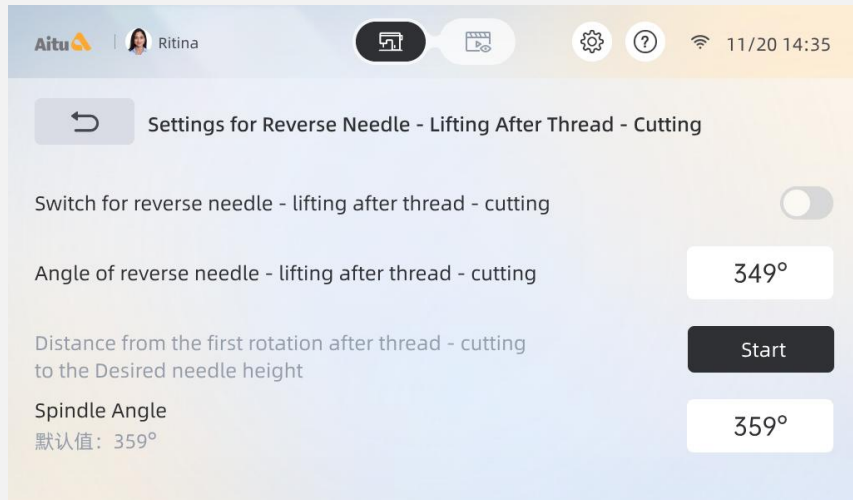 Aitu Ritina 11/20 14:35
Settings for Reverse Needle - Lifting After Thread - Cutting
Switch for reverse needle - lifting after thread - cutting
Angle of reverse needle - lifting after thread - cutting 349°
Distance from the first rotation after thread - cutting
to the Desired needle height
Start
Spindle Angle
默认值：359°
359°